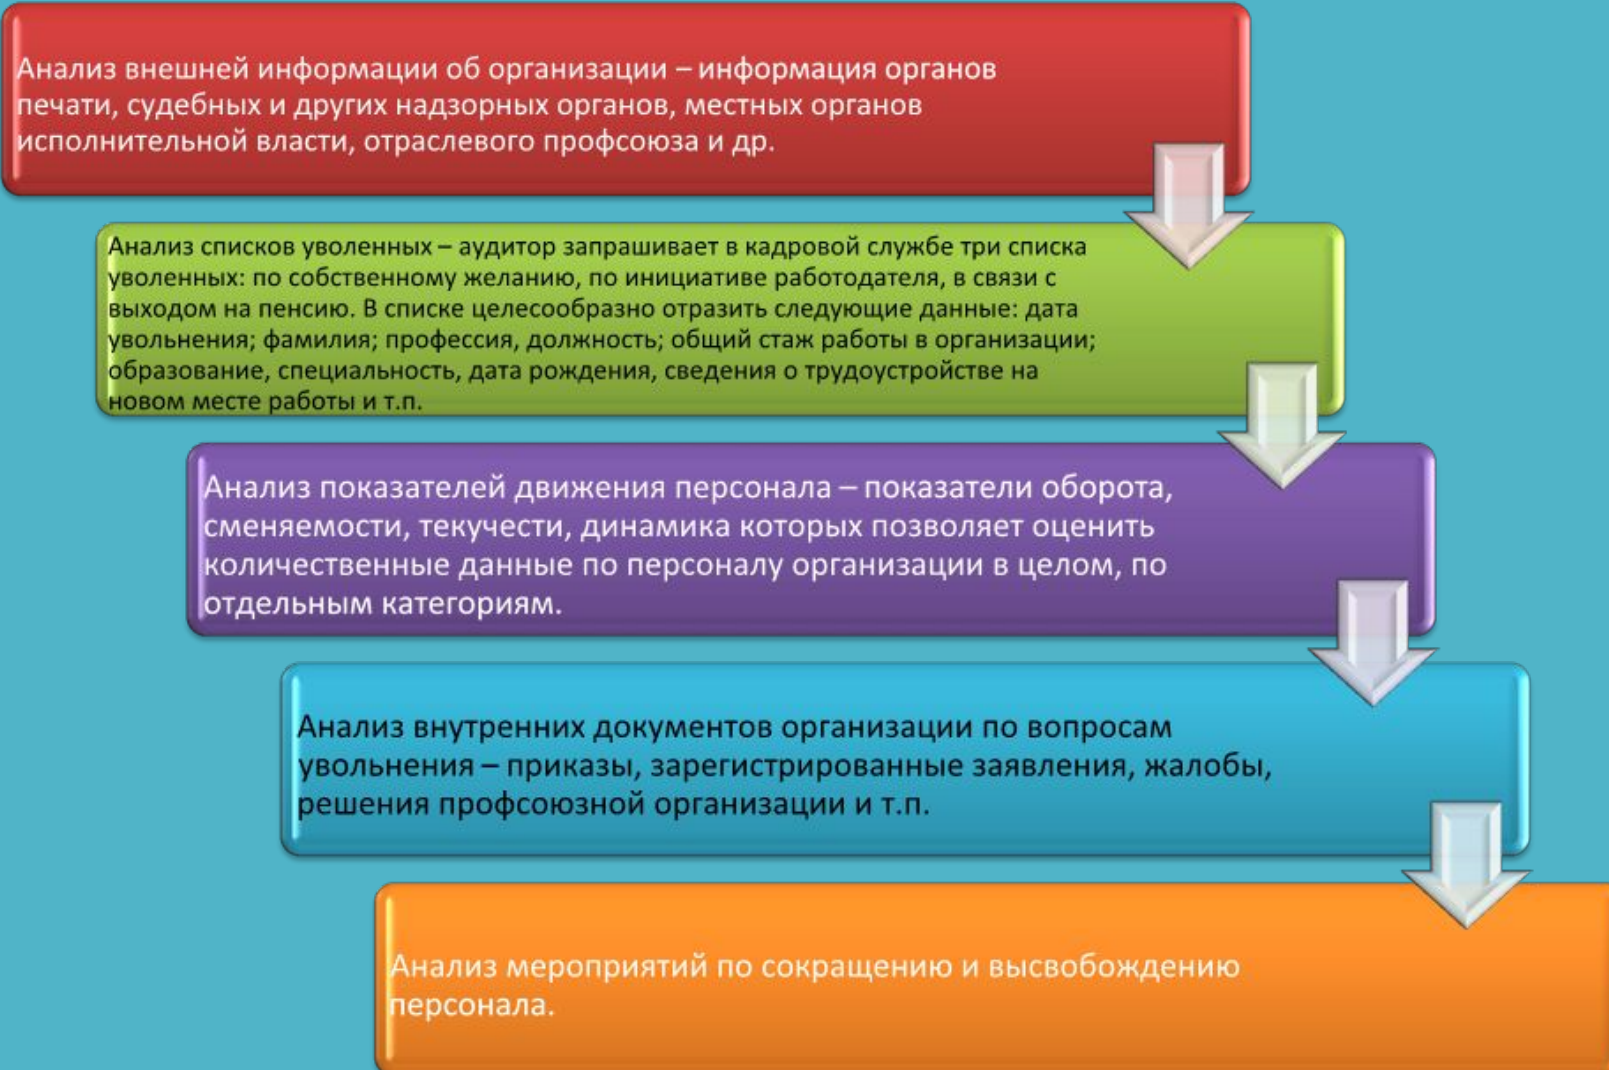 Анализ внешней информации об организации – информация органов
печати, судебных и других надзорных органов, местных органов
исполнительной власти, отраслевого профсоюза и др.
Анализ списков уволенных – аудитор запрашивает в кадровой службе три списка
уволенных: по собственному желанию, по инициативе работодателя, в связи с
выходом на пенсию. В списке целесообразно отразить следующие данные: дата
увольнения; фамилия; профессия, должность; общий стаж работы в организации;
образование, специальность, дата рождения, сведения о трудоустройстве на
новом месте работы и т.п.
Анализ показателей движения персонала – показатели оборота,
сменяемости, текучести, динамика которых позволяет оценить
количественные данные по персоналу организации в целом, по
отдельным категориям.
Анализ внутренних документов организации по вопросам
увольнения – приказы, зарегистрированные заявления, жалобы,
решения профсоюзной организации и т.п.
Анализ мероприятий по сокращению и высвобождению
персонала.